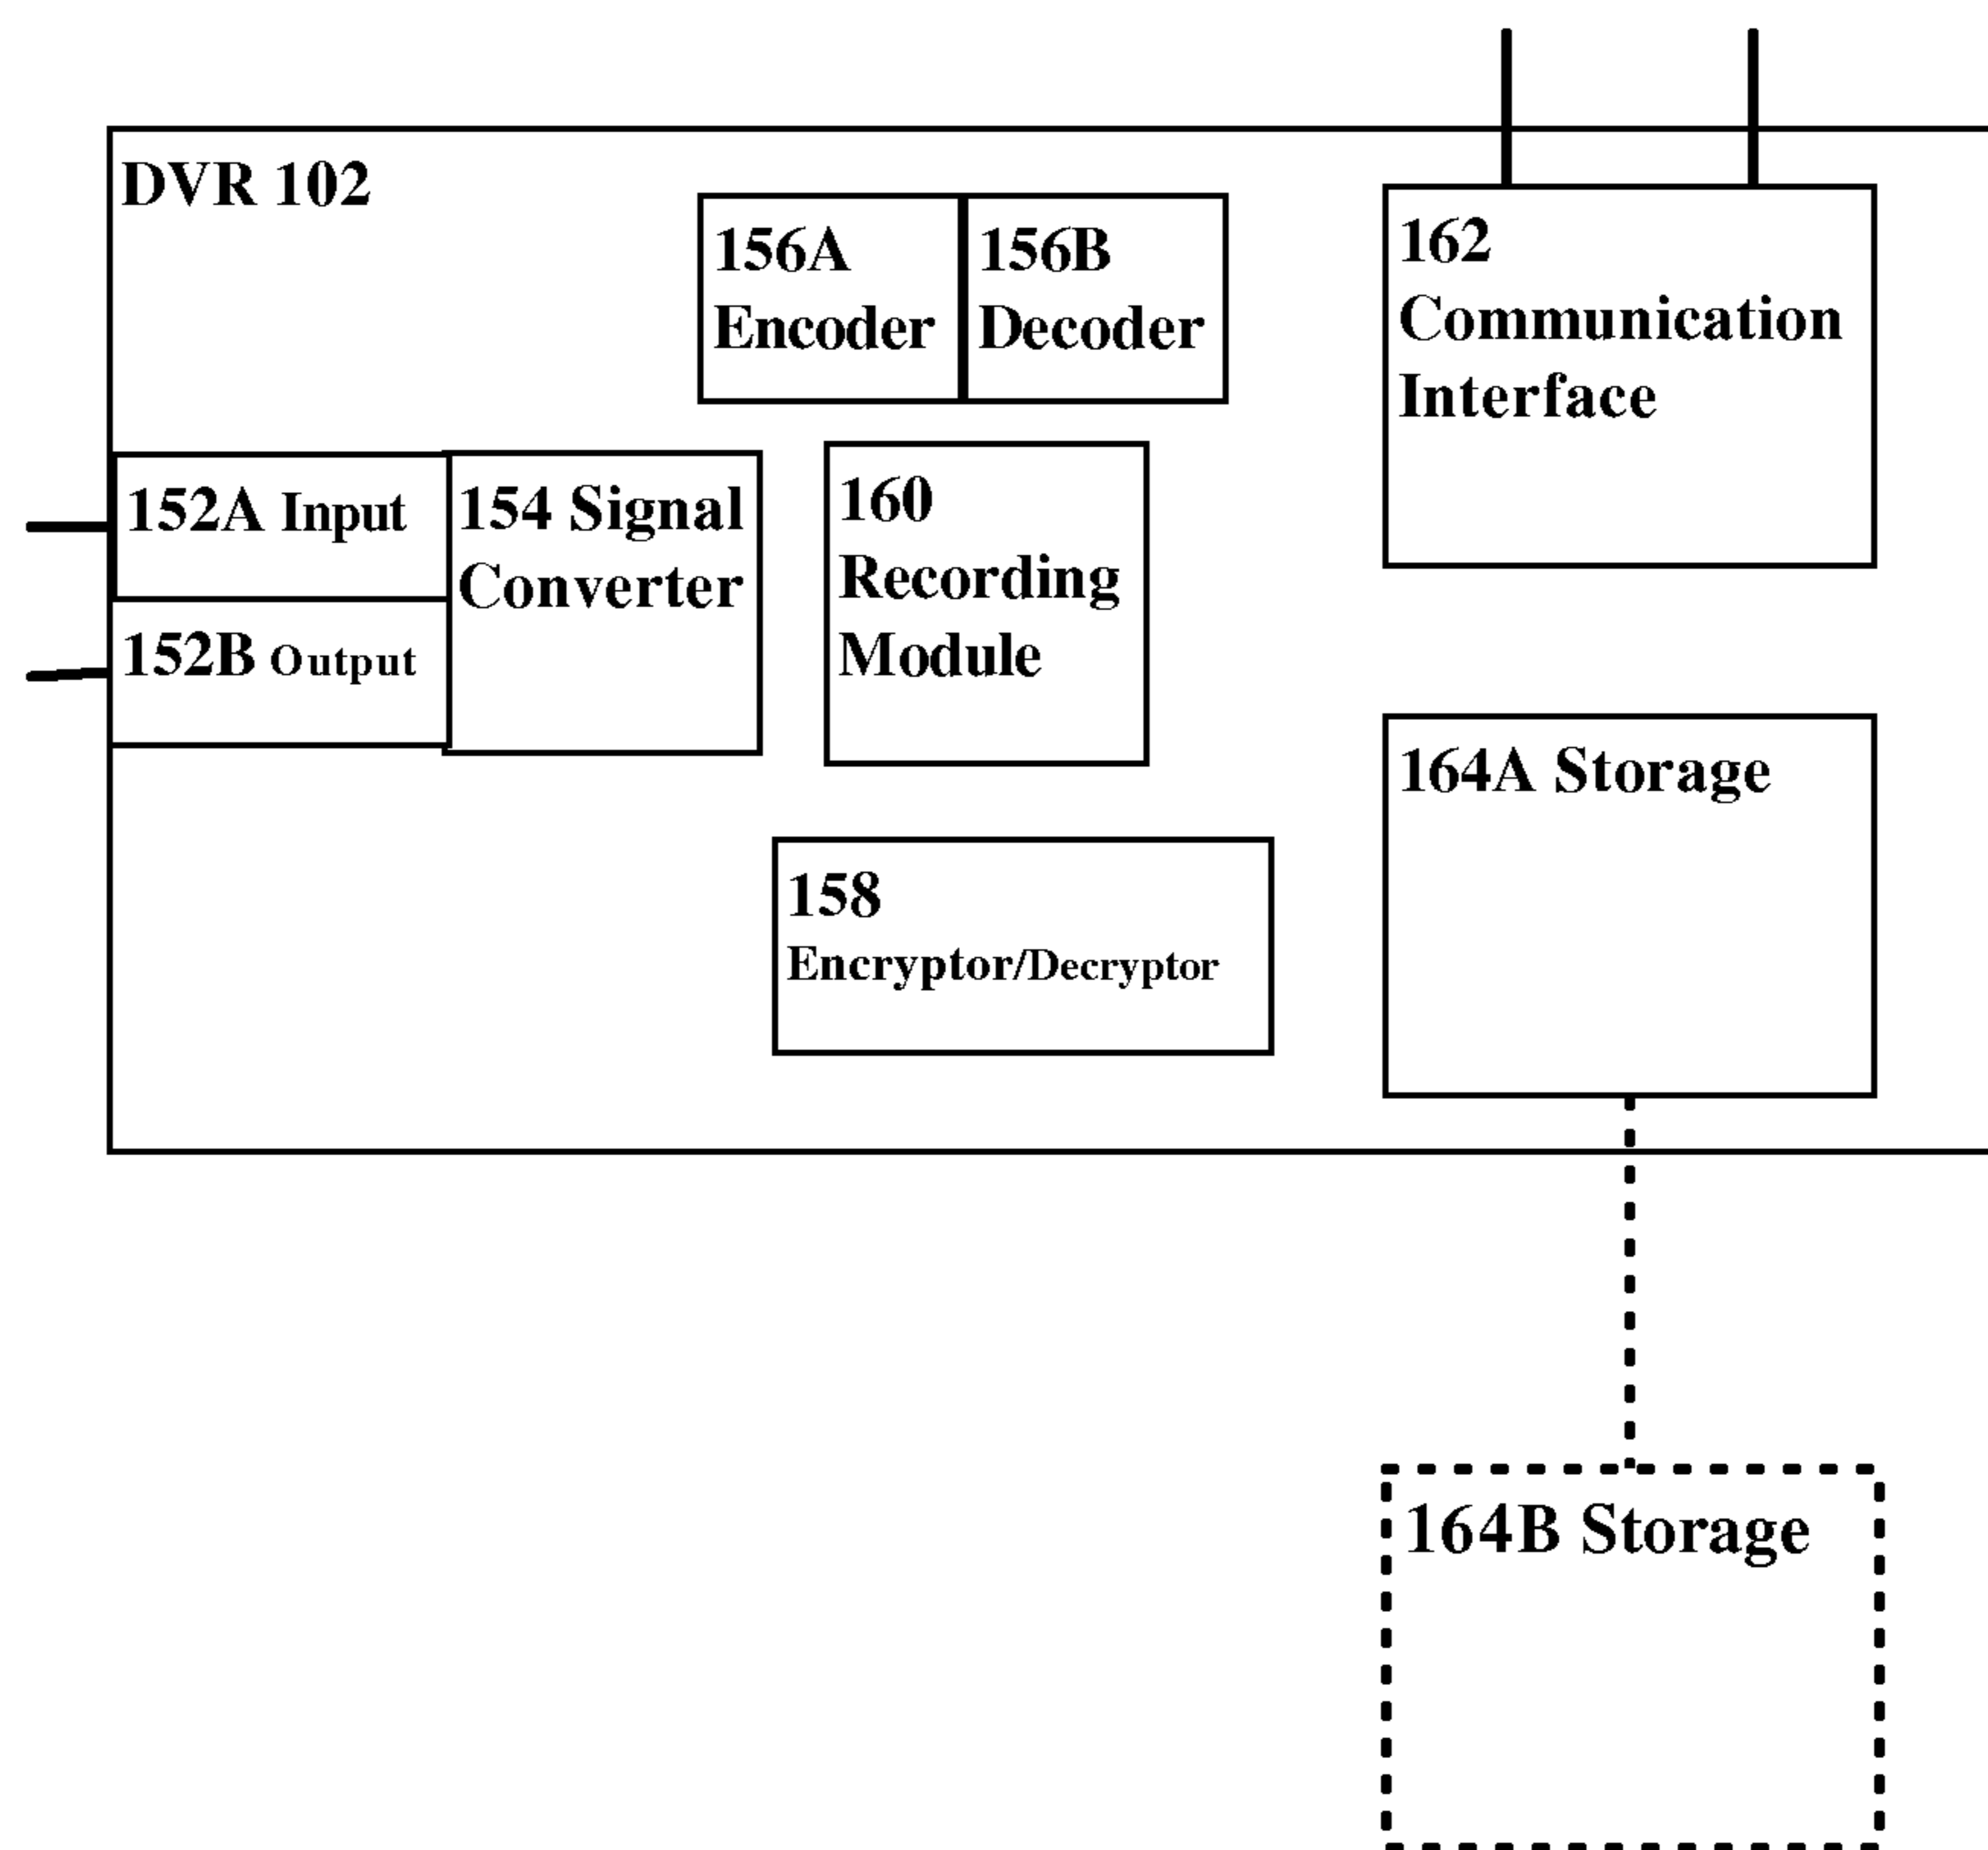 DVR 102
156A
Encoder
156B
Decoder
162
Communication
Interface
152A Input
152B Output
154 Signal
Converter
160
Recording
Module
164A Storage
158
Encryptor/Decryptor
164B Storage